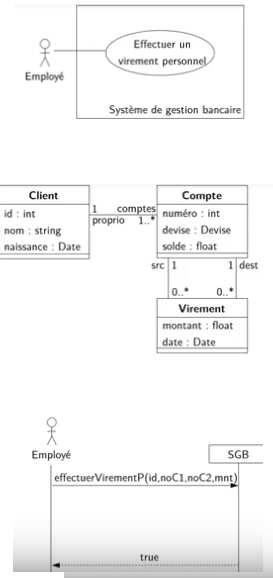 Effectuer un
virement personnel
Employé
Système de gestion bancaire
Client
id : int
nom : string
naissance : Date
1 comptes
proprio 1..*
Compte
numéro : int
devise : Devise
solde : float
src 1
1 dest
0..* 0..*
Virement
montant : float
date : Date
Employé
SGB
effectuerVirementP(id,noC1,noC2,mnt)
true